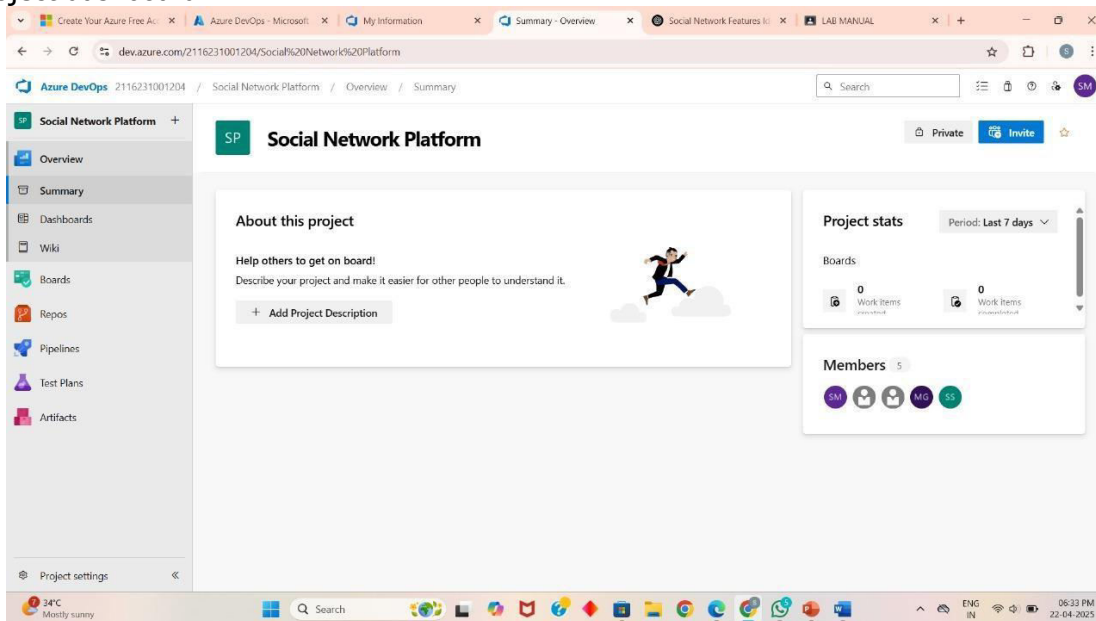 Create Your Azure Free Ac
Azure DevOps - Microsoft
My Information
Summary - Overview
Social Network Features
LAB MANUAL
dev.azure.com/2116231001204/Social%20Network%20Platform
S
Azure DevOps 2116231001204 / Social Network Platform / Overview / Summary
Search
SM
SP Social Network Platform +
SP Social Network Platform
Private
Invite
Overview
Summary
Dashboards
Wiki
Boards
Repos
Pipelines
Test Plans
Artifacts
About this project
Help others to get on board!
Describe your project and make it easier for other people to understand it.
+ Add Project Description
Project stats
Period: Last 7 days
Boards
0
Work items
created
0
Work items
completed
Members 5
SM MG SS
Project settings
34°C
Mostly sunny
Search
ENG
IN
06:33 PM
22-04-2025